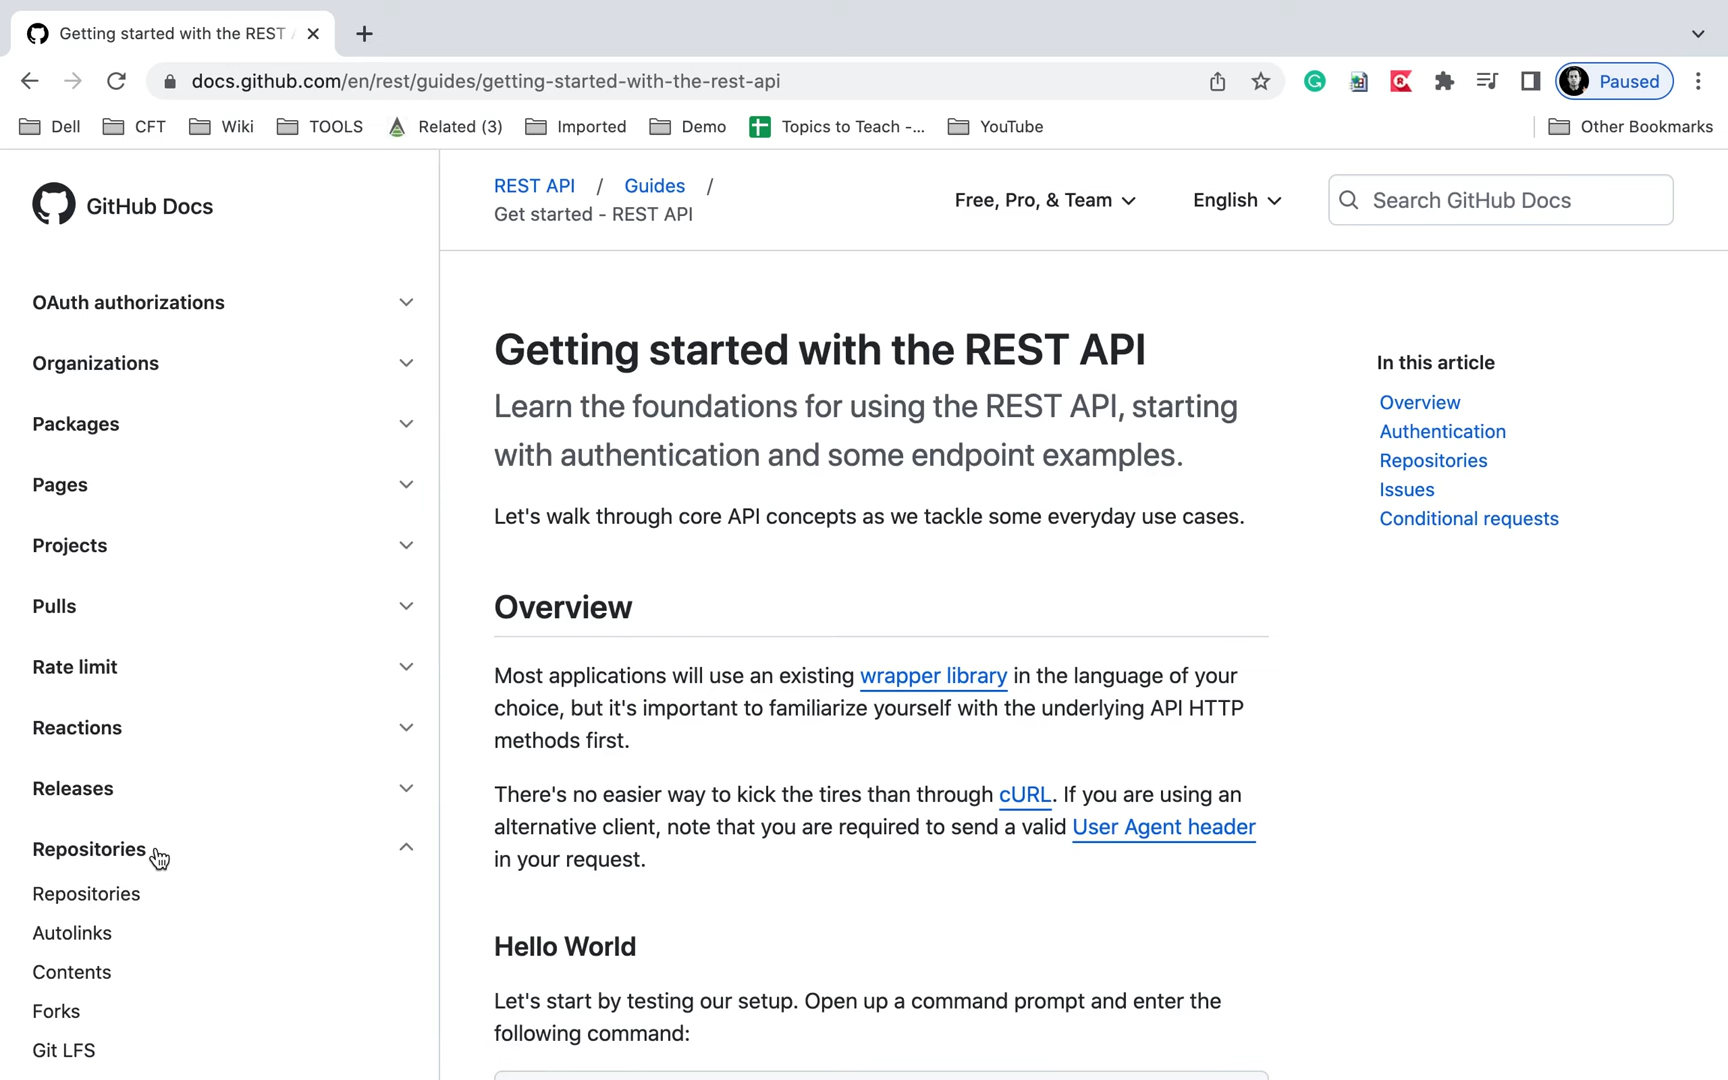 Getting started with the REST A
docs.github.com/en/rest/guides/getting-started-with-the-rest-api
Paused
Dell
CFT
Wiki
TOOLS
Related (3)
Imported
Demo
Topics to Teach -...
YouTube
Other Bookmarks
GitHub Docs
OAuth authorizations
Organizations
Packages
Pages
Projects
Pulls
Rate limit
Reactions
Releases
Repositories
Repositories
Autolinks
Contents
Forks
Git LFS
REST API / Guides /
Get started - REST API
Free, Pro, & Team
English
Search GitHub Docs
Getting started with the REST API
Learn the foundations for using the REST API, starting
with authentication and some endpoint examples.
Let's walk through core API concepts as we tackle some everyday use cases.
Overview
Most applications will use an existing wrapper library in the language of your
choice, but it's important to familiarize yourself with the underlying API HTTP
methods first.
There's no easier way to kick the tires than through cURL. If you are using an
alternative client, note that you are required to send a valid User Agent header
in your request.
Hello World
Let's start by testing our setup. Open up a command prompt and enter the
following command:
In this article
Overview
Authentication
Repositories
Issues
Conditional requests